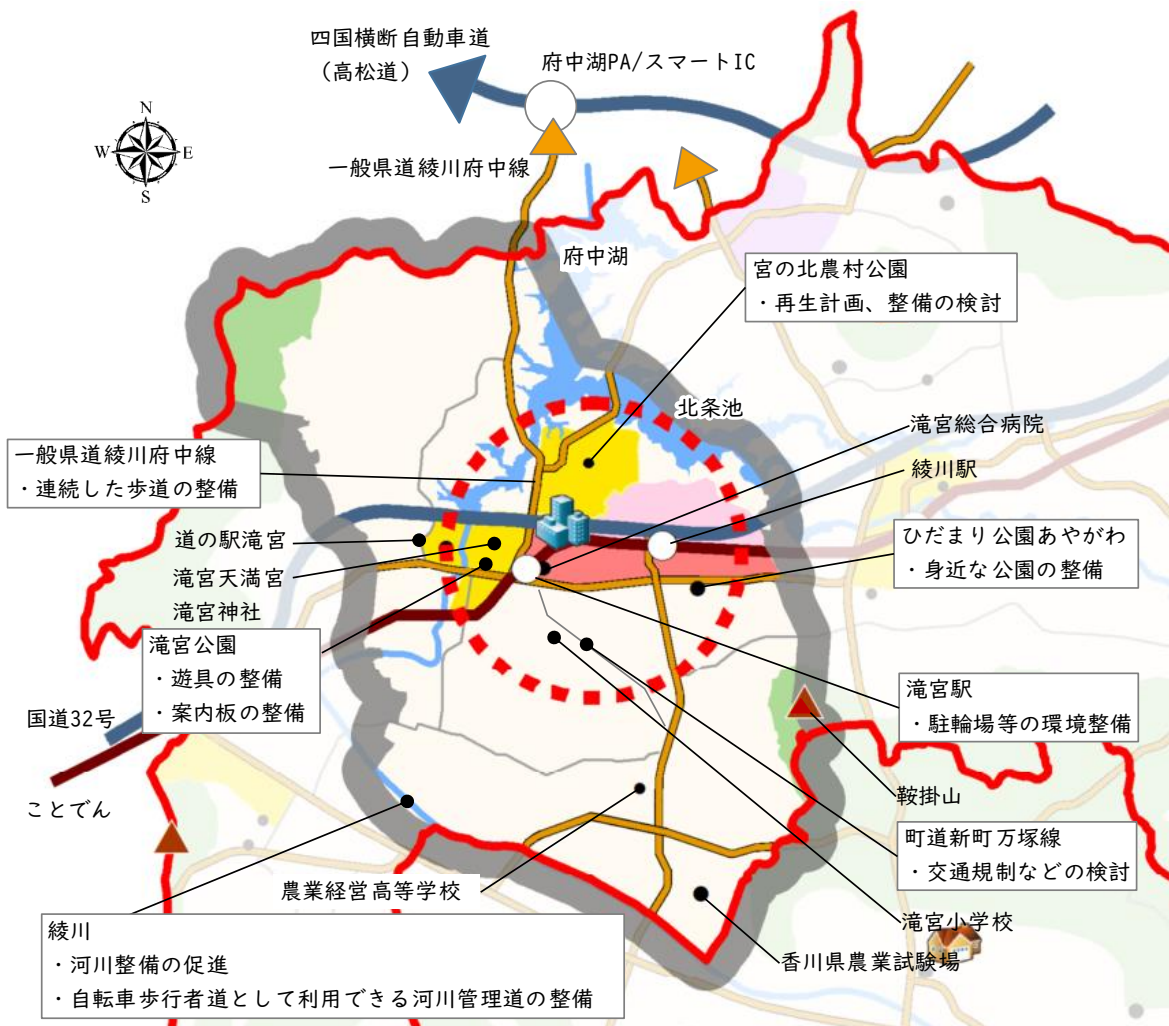 四国横断自動車道
（高松道）
府中湖PA/スマートIC
N
W
E
S
一般県道綾川府中線
府中湖
宮の北農村公園
・再生計画、整備の検討
北条池
滝宮総合病院
一般県道綾川府中線
・連続した歩道の整備
綾川駅
道の駅滝宮
ひだまり公園あやがわ
・身近な公園の整備
滝宮天満宮
滝宮神社
滝宮公園
・遊具の整備
・案内板の整備
滝宮駅
・駐輪場等の環境整備
国道32号
鞍掛山
ことでん
町道新町万塚線
・交通規制などの検討
農業経営高等学校
滝宮小学校
綾川
・河川整備の促進
・自転車歩行者道として利用できる河川管理道の整備
香川県農業試験場